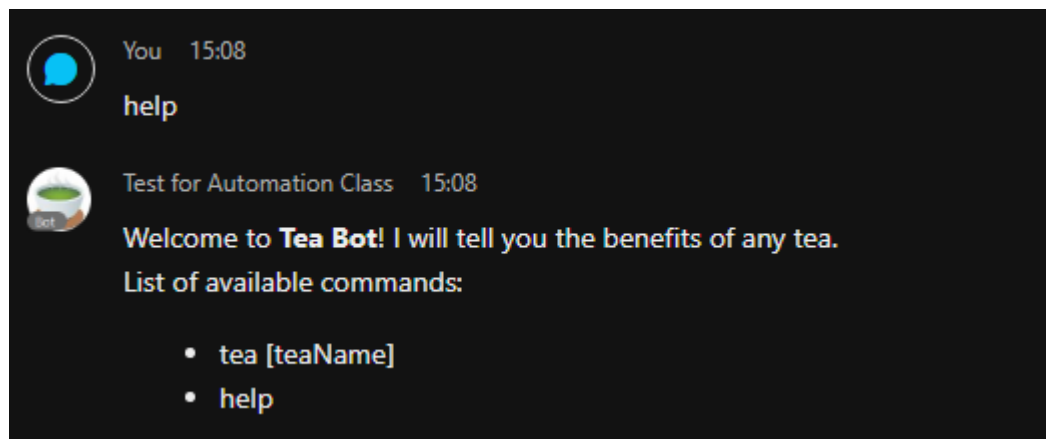 You 15:08
help
Test for Automation Class 15:08
Bot
Welcome to Tea Bot! I will tell you the benefits of any tea.
List of available commands:
• tea [teaName]
• help